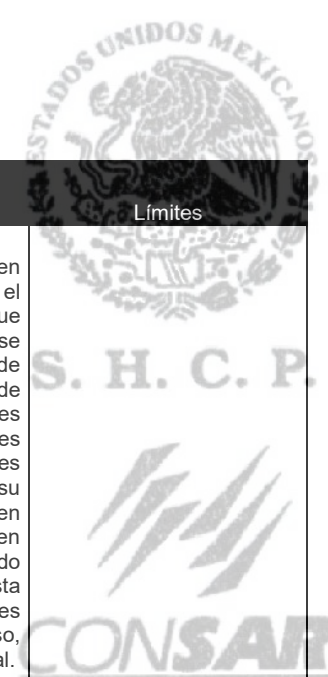 ESTADOS UNIDOS MEXICANOS
Límites
en
el
ue
se
de
de
es
es
es
su
en
en
do
sta
es
so,
al.
S. H. C. P.
CONSAR